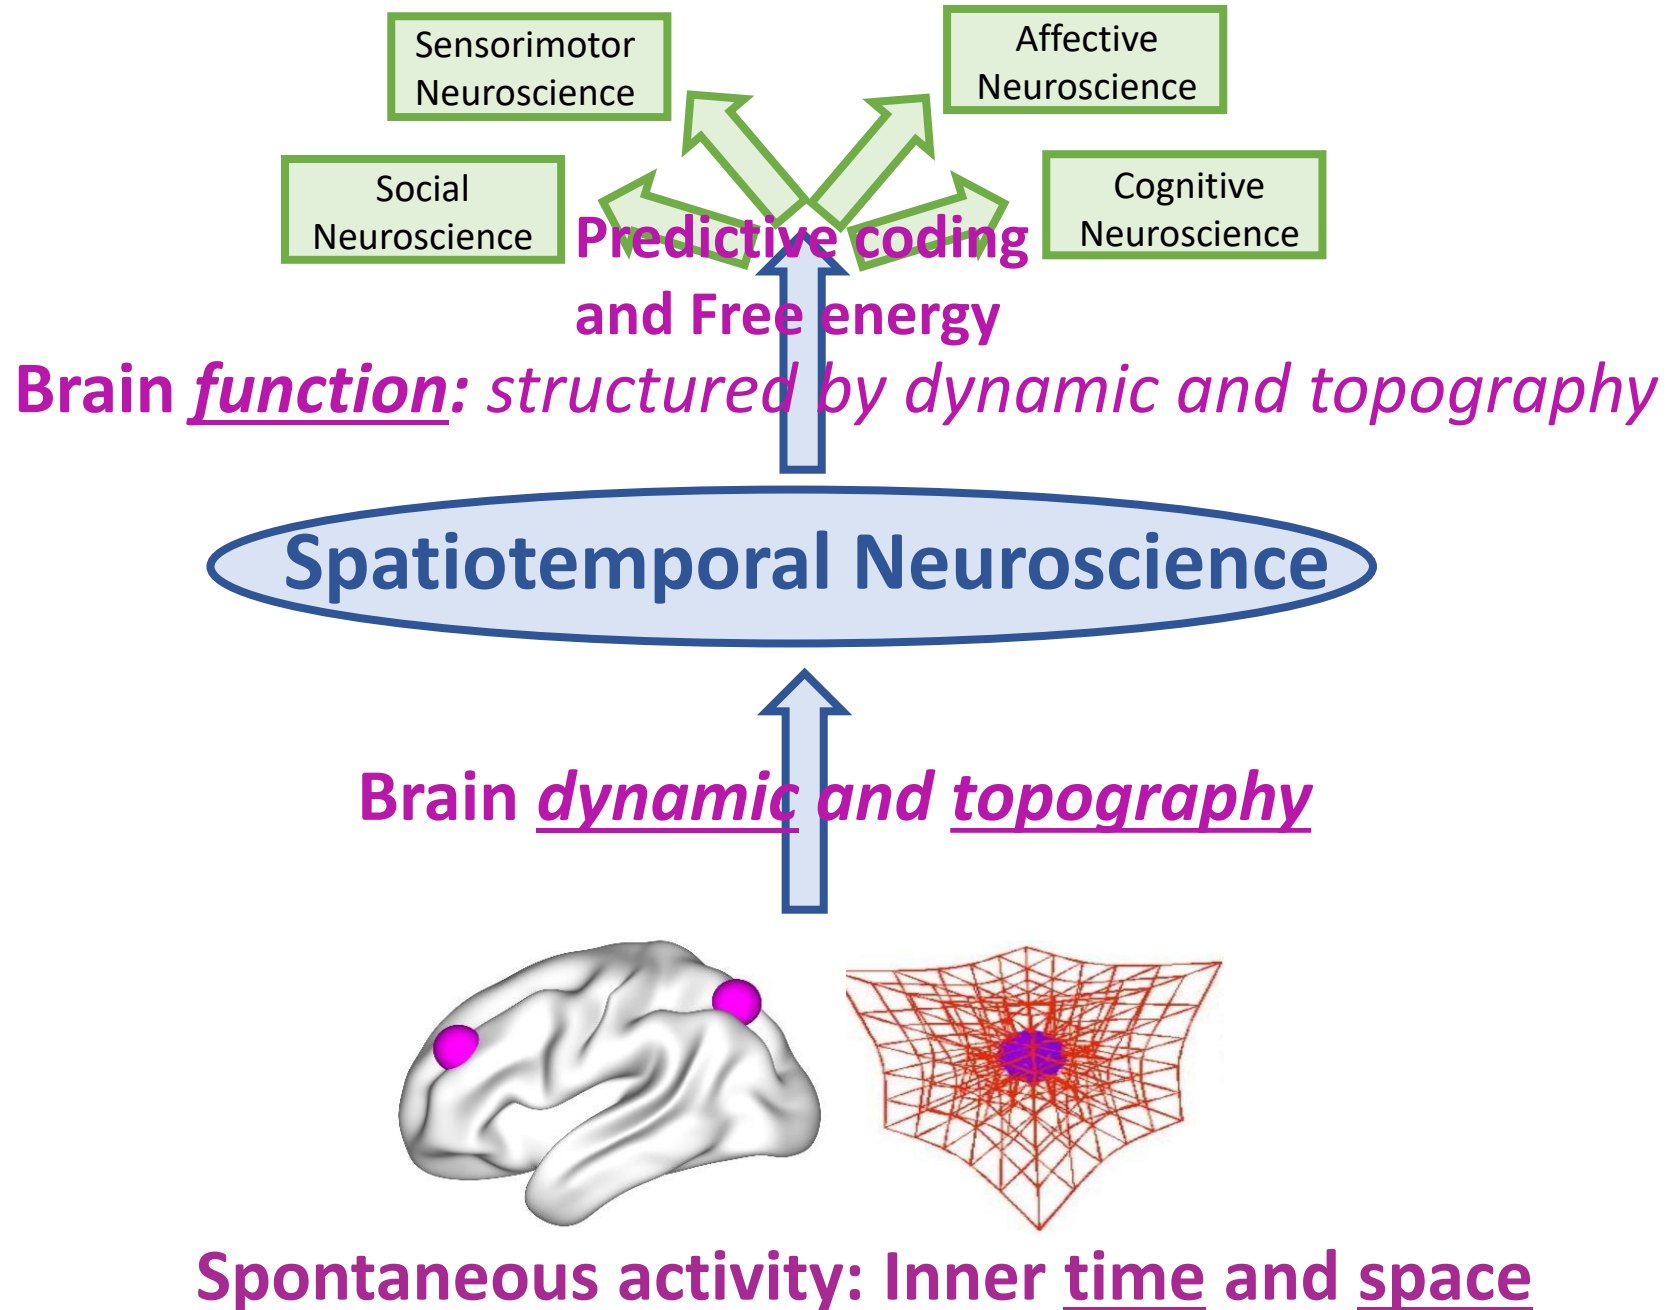 Sensorimotor
Neuroscience
Affective
Neuroscience
Social
Neuroscience
Cognitive
Neuroscience
Predictive coding
and Free energy
Brain function: structured by dynamic and topography
Spatiotemporal Neuroscience
Brain dynamic and topography
Spontaneous activity: Inner time and space